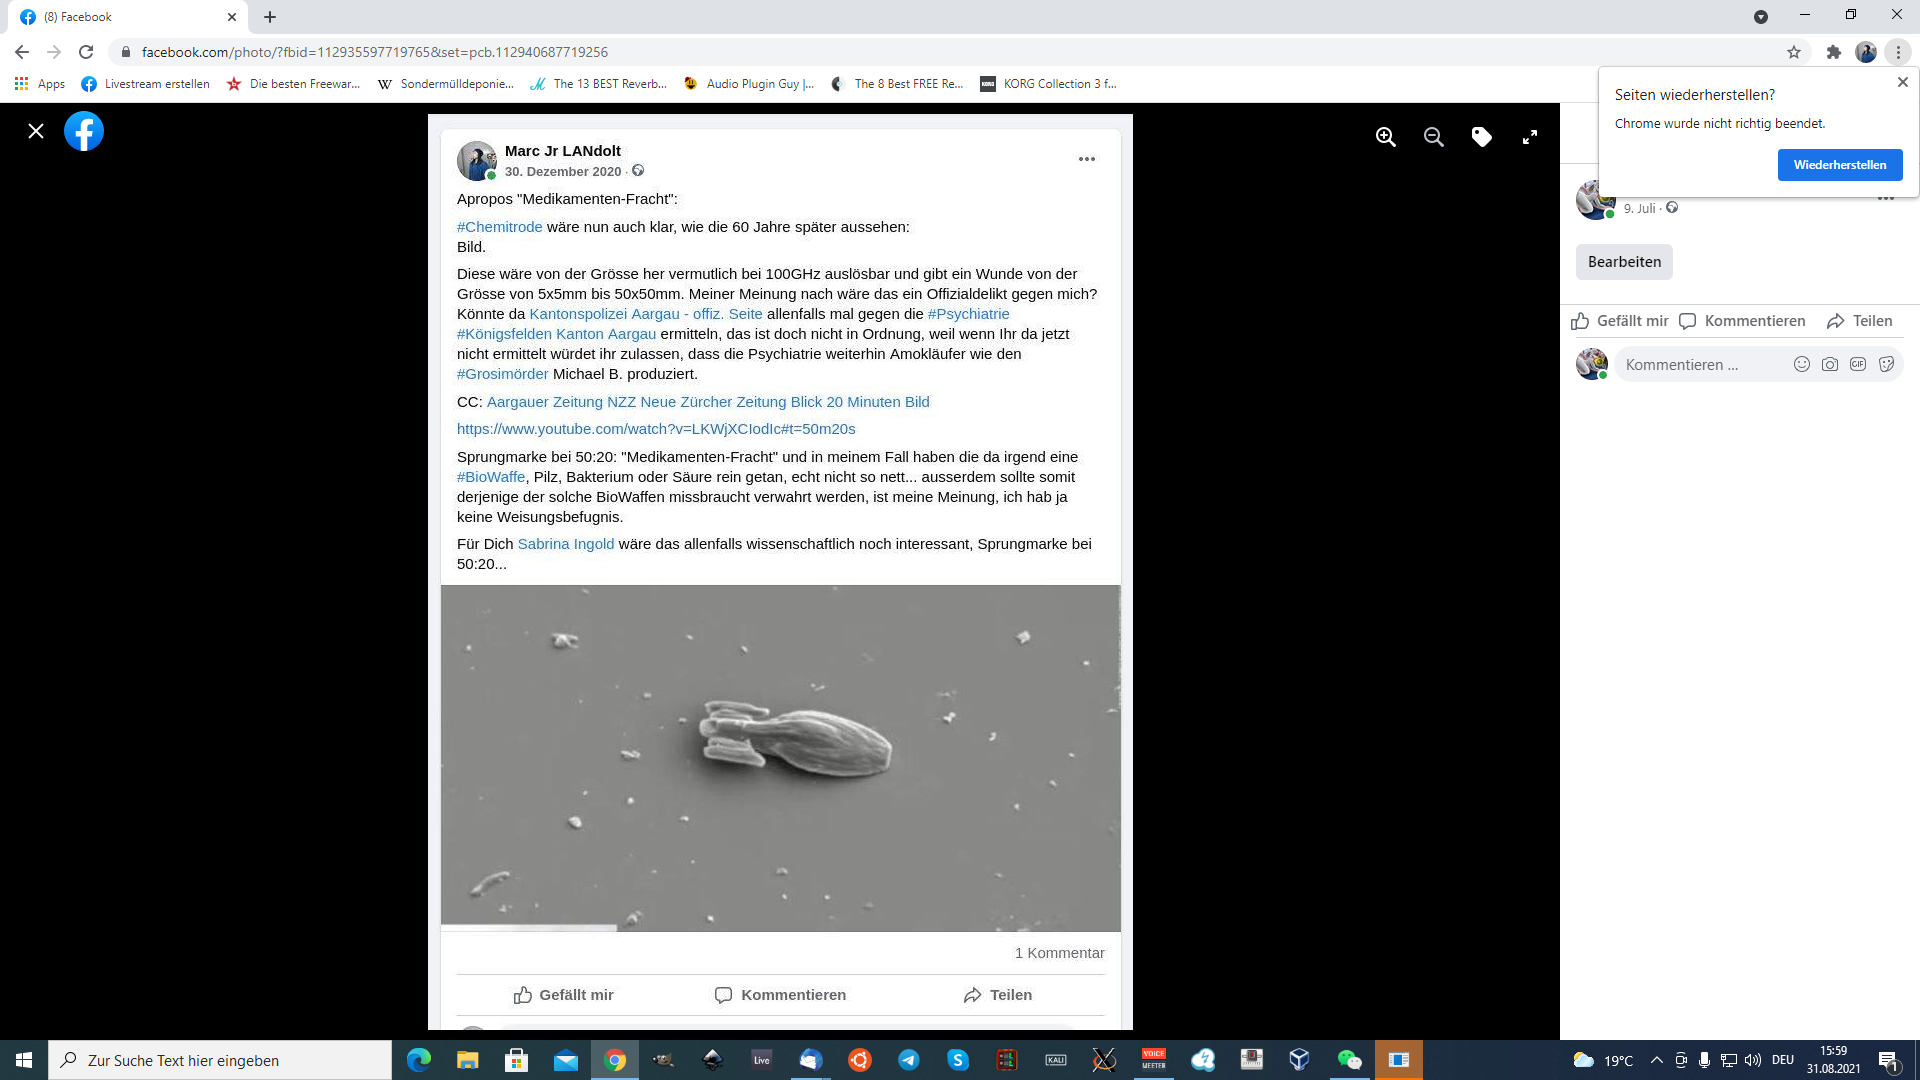 (8) Facebook
facebook.com/photo/?fbid=112935597719765&set=pcb.112940687719256
Apps
Livestream erstellen
Die besten Freewar...
Sondermülldeponie...
The 13 BEST Reverb...
Audio Plugin Guy |...
The 8 Best FREE Re...
KORG Collection 3 f...
Seiten wiederherstellen?
Chrome wurde nicht richtig beendet.
Wiederherstellen
Marc Jr LANdolt
30. Dezember 2020 ·
Apropos "Medikamenten-Fracht":
#Chemitrode wäre nun auch klar, wie die 60 Jahre später aussehen:
Bild.
Diese wäre von der Grösse her vermutlich bei 100GHz auslösbar und gibt ein Wunde von der
Grösse von 5x5mm bis 50x50mm. Meiner Meinung nach wäre das ein Offizialdelikt gegen mich?
Könnte da Kantonspolizei Aargau - offiz. Seite allenfalls mal gegen die #Psychiatrie
#Königsfelden Kanton Aargau ermitteln, das ist doch nicht in Ordnung, weil wenn Ihr da jetzt
nicht ermittelt würdet ihr zulassen, dass die Psychiatrie weiterhin Amokläufer wie den
#Grosimörder Michael B. produziert.
CC: Aargauer Zeitung NZZ Neue Zürcher Zeitung Blick 20 Minuten Bild
https://www.youtube.com/watch?v=LKWjXCIodIc#t=50m20s
Sprungmarke bei 50:20: "Medikamenten-Fracht" und in meinem Fall haben die da irgend eine
#BioWaffe, Pilz, Bakterium oder Säure rein getan, echt nicht so nett... ausserdem sollte somit
derjenige der solche BioWaffen missbraucht verwahrt werden, ist meine Meinung, ich hab ja
keine Weisungsbefugnis.
Für Dich Sabrina Ingold wäre das allenfalls wissenschaftlich noch interessant, Sprungmarke bei
50:20...
1 Kommentar
Gefällt mir
Kommentieren
Teilen
9. Juli ·
Bearbeiten
Gefällt mir
Kommentieren
Teilen
Kommentieren ...
GIF
Zur Suche Text hier eingeben
Live
KALI
VOICE
MEETER
19°C
DEU
15:59
31.08.2021
1